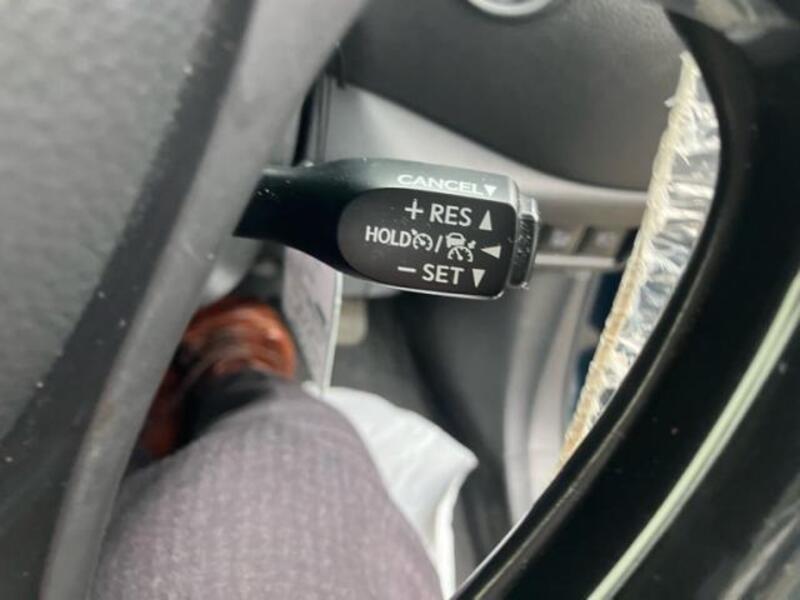 CANCEL▼
+ RES ▲
HOLD / ◀
− SET ▼